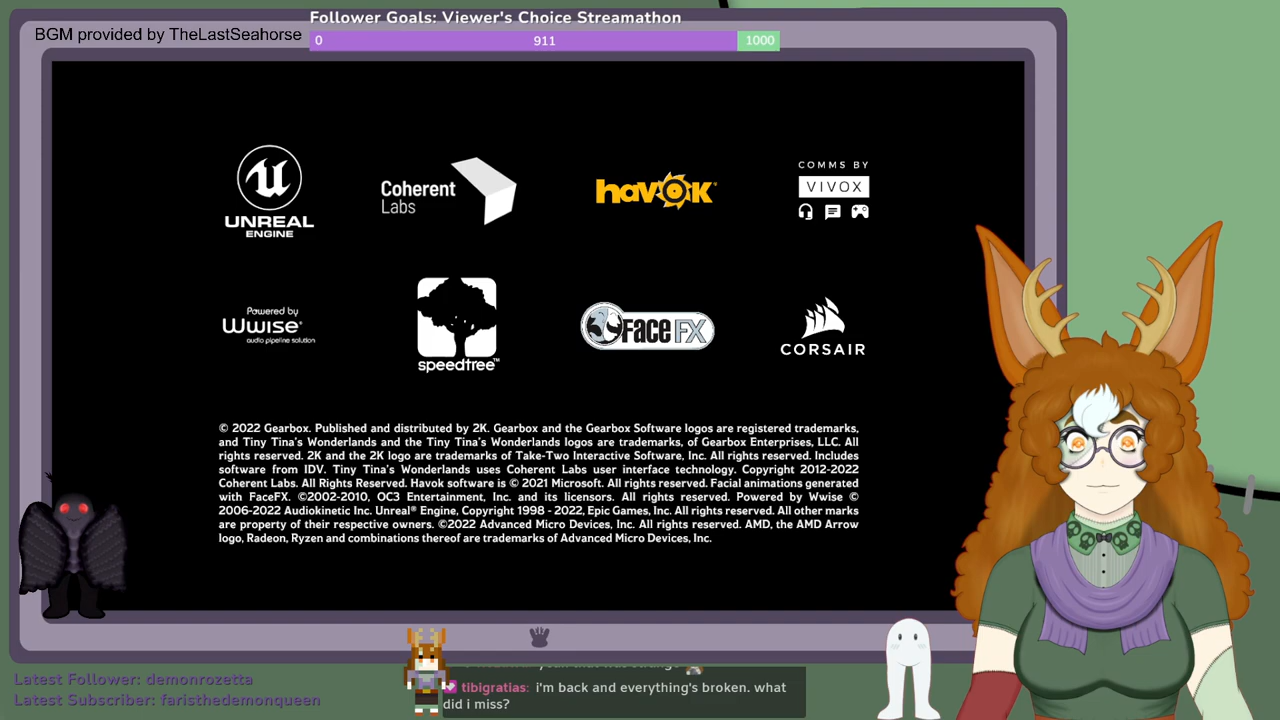 Follower Goals: Viewer's Choice Streamathon
BGM provided by TheLastSeahorse
0 911 1000
UNREAL
ENGINE
Coherent
Labs
havok
COMMS BY
VIVOX
Powered by
Wwise
audio pipeline solution
speedtree™
FaceFX
CORSAIR
© 2022 Gearbox. Published and distributed by 2K. Gearbox and the Gearbox Software logos are registered trademarks,
and Tiny Tina's Wonderlands and the Tiny Tina's Wonderlands logos are trademarks, of Gearbox Enterprises, LLC. All
rights reserved. 2K and the 2K logo are trademarks of Take-Two Interactive Software, Inc. All rights reserved. Includes
software from IDV. Tiny Tina's Wonderlands uses Coherent Labs user interface technology. Copyright 2012-2022
Coherent Labs. All Rights Reserved. Havok software is © 2021 Microsoft. All rights reserved. Facial animations generated
with FaceFX. ©2002-2010, OC3 Entertainment, Inc. and its licensors. All rights reserved. Powered by Wwise ©
2006-2022 Audiokinetic Inc. Unreal® Engine, Copyright 1998 - 2022, Epic Games, Inc. All rights reserved. All other marks
are property of their respective owners. ©2022 Advanced Micro Devices, Inc. All rights reserved. AMD, the AMD Arrow
logo, Radeon, Ryzen and combinations thereof are trademarks of Advanced Micro Devices, Inc.
tibigratias: i'm back and everything's broken. what
did i miss?
Latest Follower: demonrozetta
Latest Subscriber: faristhedemonqueen